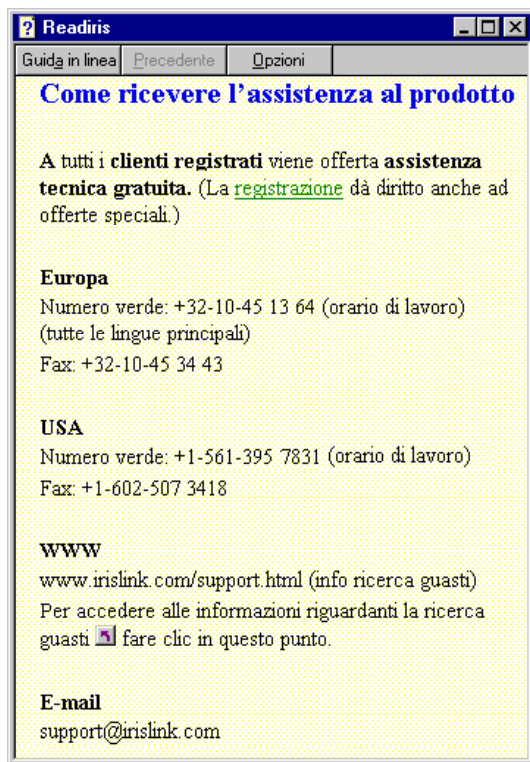 Readiris
Guida in linea Precedente Opzioni
Come ricevere l'assistenza al prodotto
A tutti i clienti registrati viene offerta assistenza
tecnica gratuita. (La registrazione dà diritto anche ad
offerte speciali.)
Europa
Numero verde: +32-10-45 13 64 (orario di lavoro)
(tutte le lingue principali)
Fax: +32-10-45 34 43
USA
Numero verde: +1-561-395 7831 (orario di lavoro)
Fax: +1-602-507 3418
WWW
www.irislink.com/support.html (info ricerca guasti)
Per accedere alle informazioni riguardanti la ricerca
guasti fare clic in questo punto.
E-mail
support@irislink.com